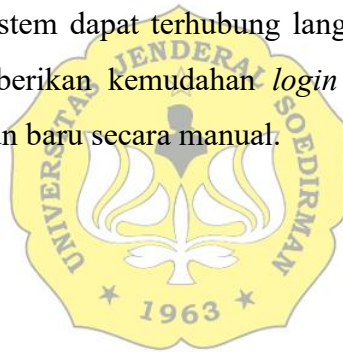 stem dapat terhubung lang
berikan kemudahan login
n baru secara manual.
UNIVERSITAS JENDERAL SOEDIRMAN
* 1963 *